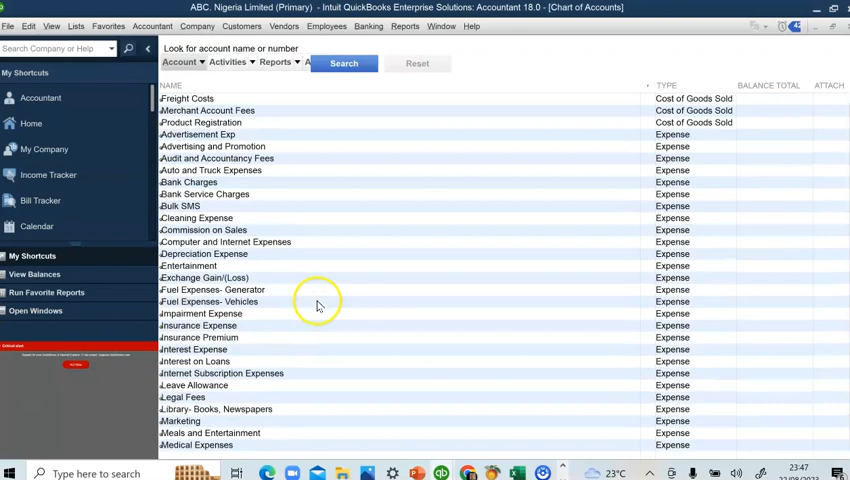 ABC. Nigeria Limited (Primary) - Intuit QuickBooks Enterprise Solutions: Accountant 18.0 - [Chart of Accounts]
File Edit View Lists Favorites Accountant Company Customers Vendors Employees Banking Reports Window Help
Search Company or Help
My Shortcuts
Accountant
Home
My Company
Income Tracker
Bill Tracker
Calendar
My Shortcuts
View Balances
Run Favorite Reports
Open Windows
Critical alert
Look for account name or number
Account Activities Reports A Search Reset
NAME TYPE BALANCE TOTAL ATTACH
Freight Costs Cost of Goods Sold
Merchant Account Fees Cost of Goods Sold
Product Registration Cost of Goods Sold
Advertisement Exp Expense
Advertising and Promotion Expense
Audit and Accountancy Fees Expense
Auto and Truck Expenses Expense
Bank Charges Expense
Bank Service Charges Expense
Bulk SMS Expense
Cleaning Expense Expense
Commission on Sales Expense
Computer and Internet Expenses Expense
Depreciation Expense Expense
Entertainment Expense
Exchange Gain/(Loss) Expense
Fuel Expenses- Generator Expense
Fuel Expenses- Vehicles Expense
Impairment Expense Expense
Insurance Expense Expense
Insurance Premium Expense
Interest Expense Expense
Interest on Loans Expense
Internet Subscription Expenses Expense
Leave Allowance Expense
Legal Fees Expense
Library- Books, Newspapers Expense
Marketing Expense
Meals and Entertainment Expense
Medical Expenses Expense
Type here to search
23°C
23:47
22/08/2023